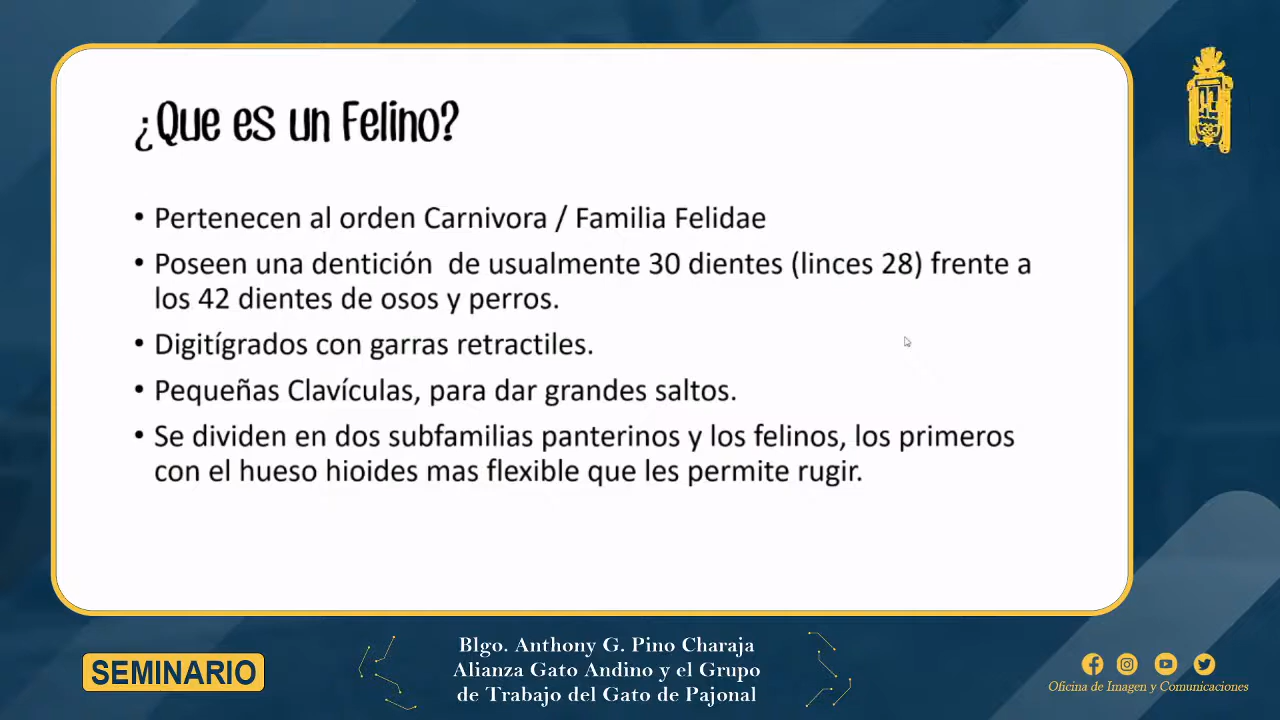 ¿Que es un Felino?
• Pertenecen al orden Carnivora / Familia Felidae
• Poseen una dentición de usualmente 30 dientes (linces 28) frente a
los 42 dientes de osos y perros.
• Digitígrados con garras retractiles.
• Pequeñas Clavículas, para dar grandes saltos.
• Se dividen en dos subfamilias panterinos y los felinos, los primeros
con el hueso hioides mas flexible que les permite rugir.
SEMINARIO
Blgo. Anthony G. Pino Charaja
Alianza Gato Andino y el Grupo
de Trabajo del Gato de Pajonal
Oficina de Imagen y Comunicaciones